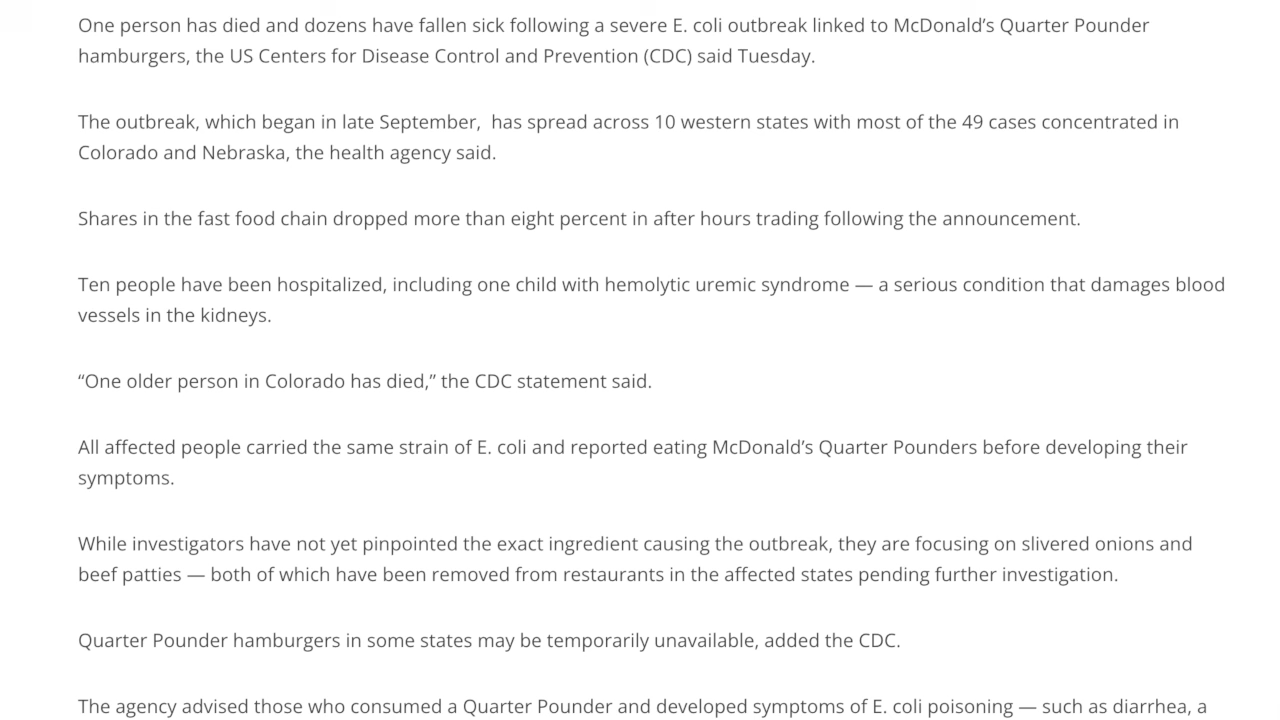 One person has died and dozens have fallen sick following a severe E. coli outbreak linked to McDonald’s Quarter Pounder
hamburgers, the US Centers for Disease Control and Prevention (CDC) said Tuesday.
The outbreak, which began in late September,  has spread across 10 western states with most of the 49 cases concentrated in
Colorado and Nebraska, the health agency said.
Shares in the fast food chain dropped more than eight percent in after hours trading following the announcement.
Ten people have been hospitalized, including one child with hemolytic uremic syndrome — a serious condition that damages blood
vessels in the kidneys.
“One older person in Colorado has died,” the CDC statement said.
All affected people carried the same strain of E. coli and reported eating McDonald’s Quarter Pounders before developing their
symptoms.
While investigators have not yet pinpointed the exact ingredient causing the outbreak, they are focusing on slivered onions and
beef patties — both of which have been removed from restaurants in the affected states pending further investigation.
Quarter Pounder hamburgers in some states may be temporarily unavailable, added the CDC.
The agency advised those who consumed a Quarter Pounder and developed symptoms of E. coli poisoning — such as diarrhea, a